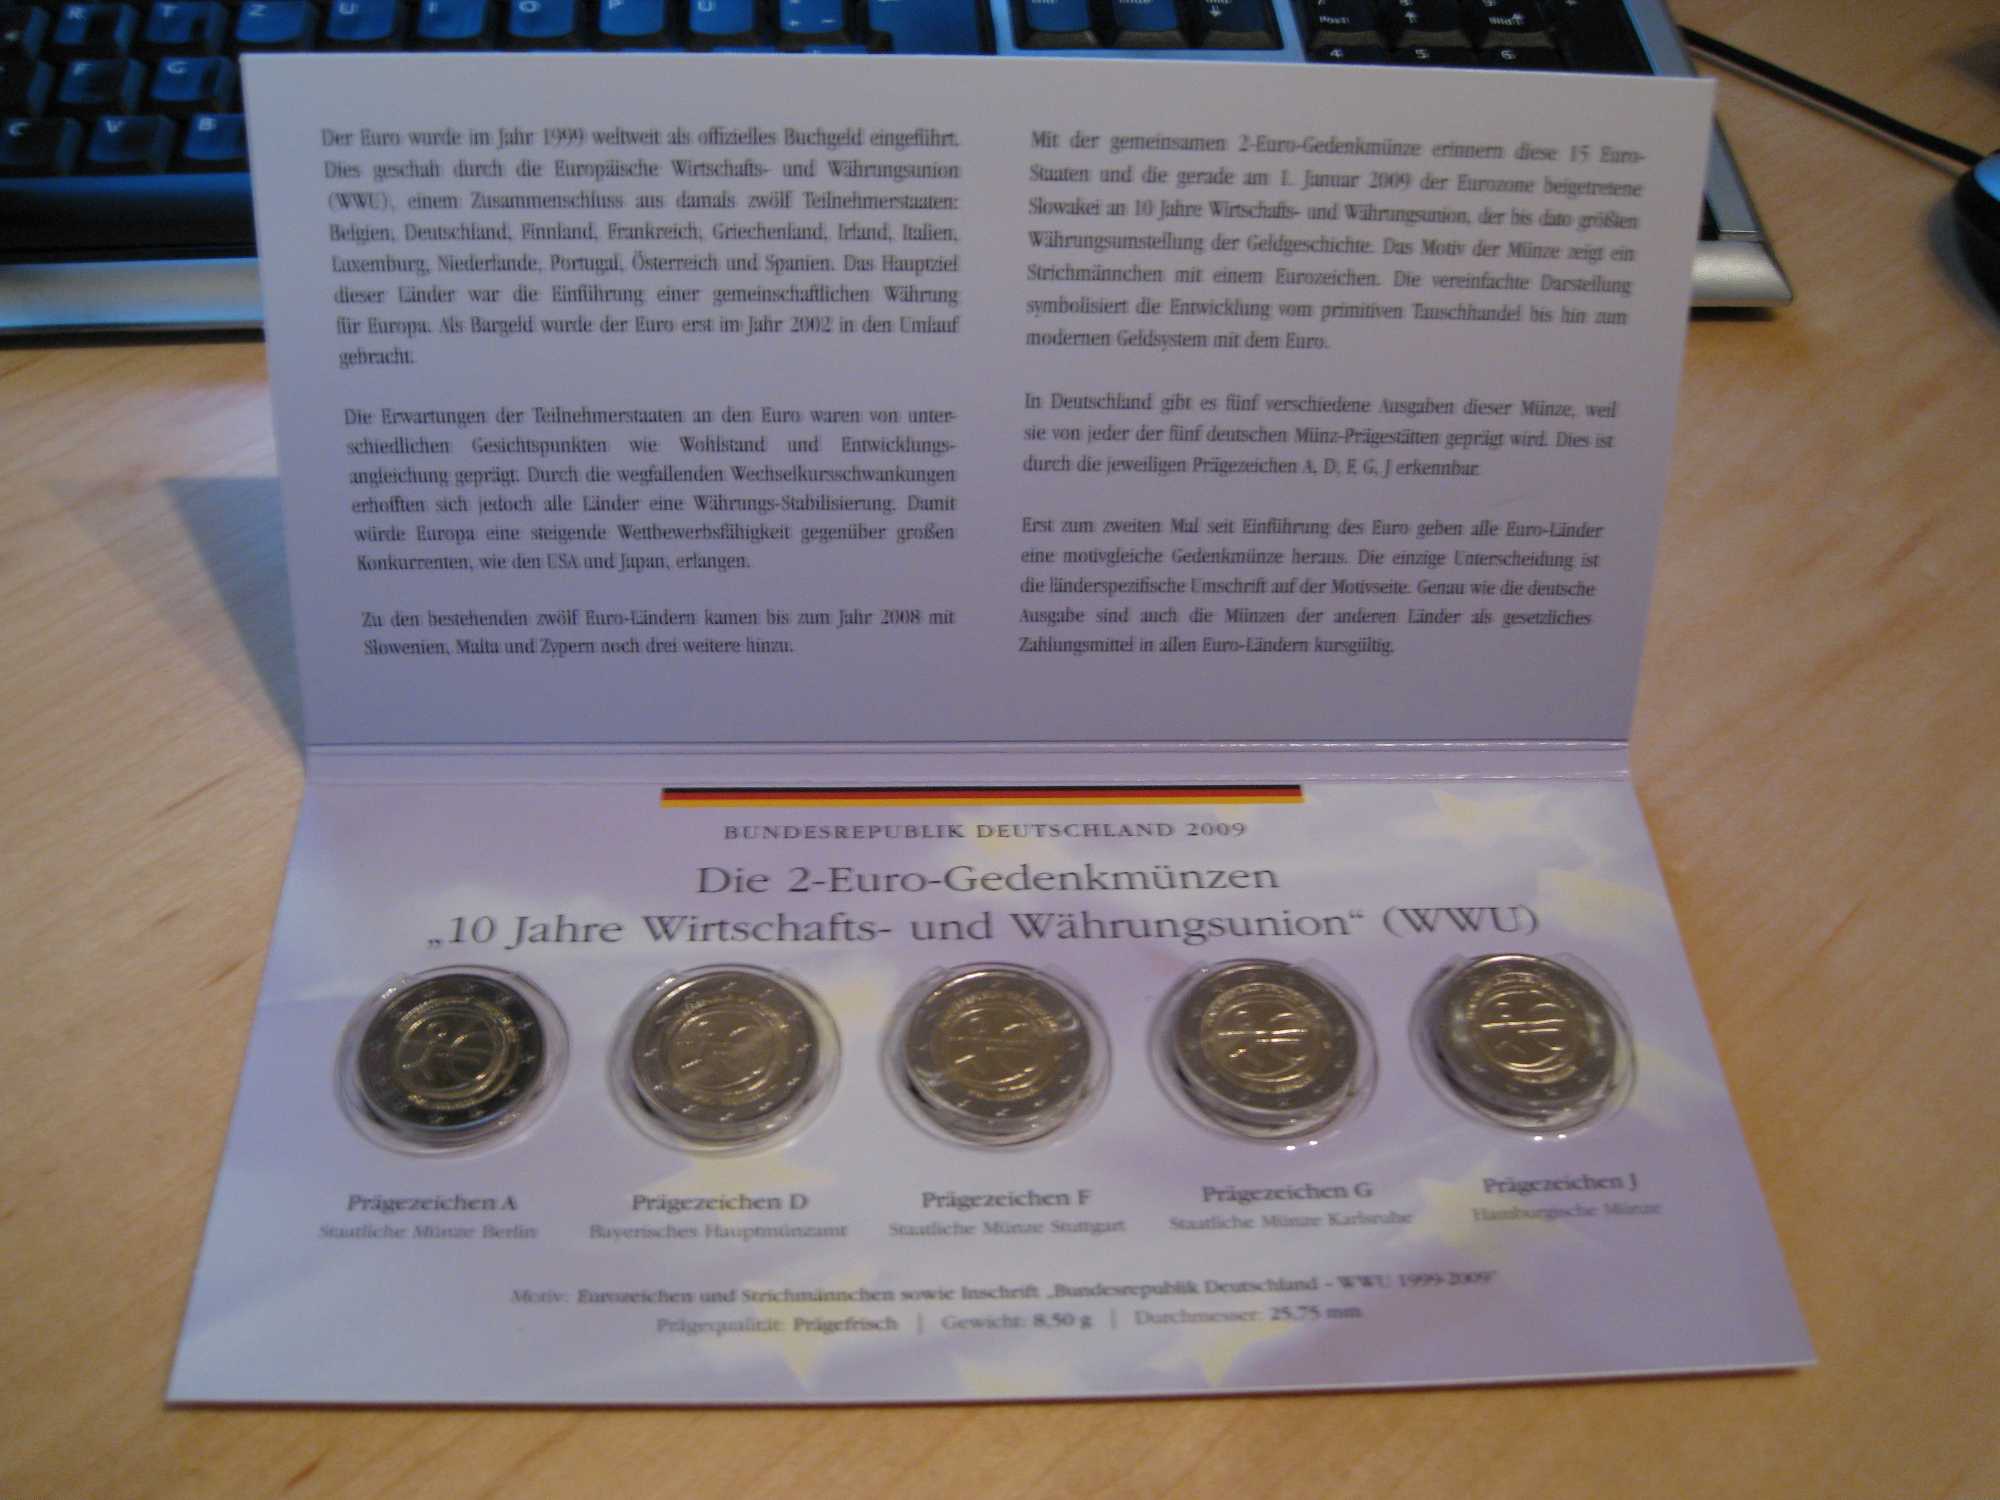 R T Z U I O P Ü
F G
C V B
Ende
Pos1 Bild
4 5 6
Der Euro wurde im Jahr 1999 weltweit als offizielles Buchgeld eingeführt.
Dies geschah durch die Europäische Wirtschafts- und Währungsunion
(WWU), einem Zusammenschluss aus damals zwölf Teilnehmerstaaten:
Belgien, Deutschland, Finnland, Frankreich, Griechenland, Irland, Italien,
Luxemburg, Niederlande, Portugal, Österreich und Spanien. Das Hauptziel
dieser Länder war die Einführung einer gemeinschaftlichen Währung
für Europa. Als Bargeld wurde der Euro erst im Jahr 2002 in den Umlauf
gebracht.
Die Erwartungen der Teilnehmerstaaten an den Euro waren von unter-
schiedlichen Gesichtspunkten wie Wohlstand und Entwicklungs-
angleichung geprägt. Durch die wegfallenden Wechselkursschwankungen
erhofften sich jedoch alle Länder eine Währungs-Stabilisierung. Damit
würde Europa eine steigende Wettbewerbsfähigkeit gegenüber großen
Konkurrenten, wie den USA und Japan, erlangen.
Zu den bestehenden zwölf Euro-Ländern kamen bis zum Jahr 2008 mit
Slowenien, Malta und Zypern noch drei weitere hinzu.
Mit der gemeinsamen 2-Euro-Gedenkmünze erinnern diese 15 Euro-
Staaten und die gerade am 1. Januar 2009 der Eurozone beigetretene
Slowakei an 10 Jahre Wirtschafts- und Währungsunion, der bis dato größten
Währungsumstellung der Geldgeschichte. Das Motiv der Münze zeigt ein
Strichmännchen mit einem Eurozeichen. Die vereinfachte Darstellung
symbolisiert die Entwicklung vom primitiven Tauschhandel bis hin zum
modernen Geldsystem mit dem Euro.
In Deutschland gibt es fünf verschiedene Ausgaben dieser Münze, weil
sie von jeder der fünf deutschen Münz-Prägestätten geprägt wird. Dies ist
durch die jeweiligen Prägezeichen A, D, F, G, J erkennbar.
Erst zum zweiten Mal seit Einführung des Euro geben alle Euro-Länder
eine motivgleiche Gedenkmünze heraus. Die einzige Unterscheidung ist
die länderspezifische Umschrift auf der Motivseite. Genau wie die deutsche
Ausgabe sind auch die Münzen der anderen Länder als gesetzliches
Zahlungsmittel in allen Euro-Ländern kursgültig.
BUNDESREPUBLIK DEUTSCHLAND 2009
Die 2-Euro-Gedenkmünzen
„10 Jahre Wirtschafts- und Währungsunion“ (WWU)
Prägezeichen A
Staatliche Münze Berlin
Prägezeichen D
Bayerisches Hauptmünzamt
Prägezeichen F
Staatliche Münze Stuttgart
Prägezeichen G
Staatliche Münze Karlsruhe
Prägezeichen J
Hamburgische Münze
Motiv: Eurozeichen und Strichmännchen sowie Inschrift „Bundesrepublik Deutschland - WWU 1999-2009“
Prägequalität: Prägefrisch | Gewicht: 8,50 g | Durchmesser: 25,75 mm